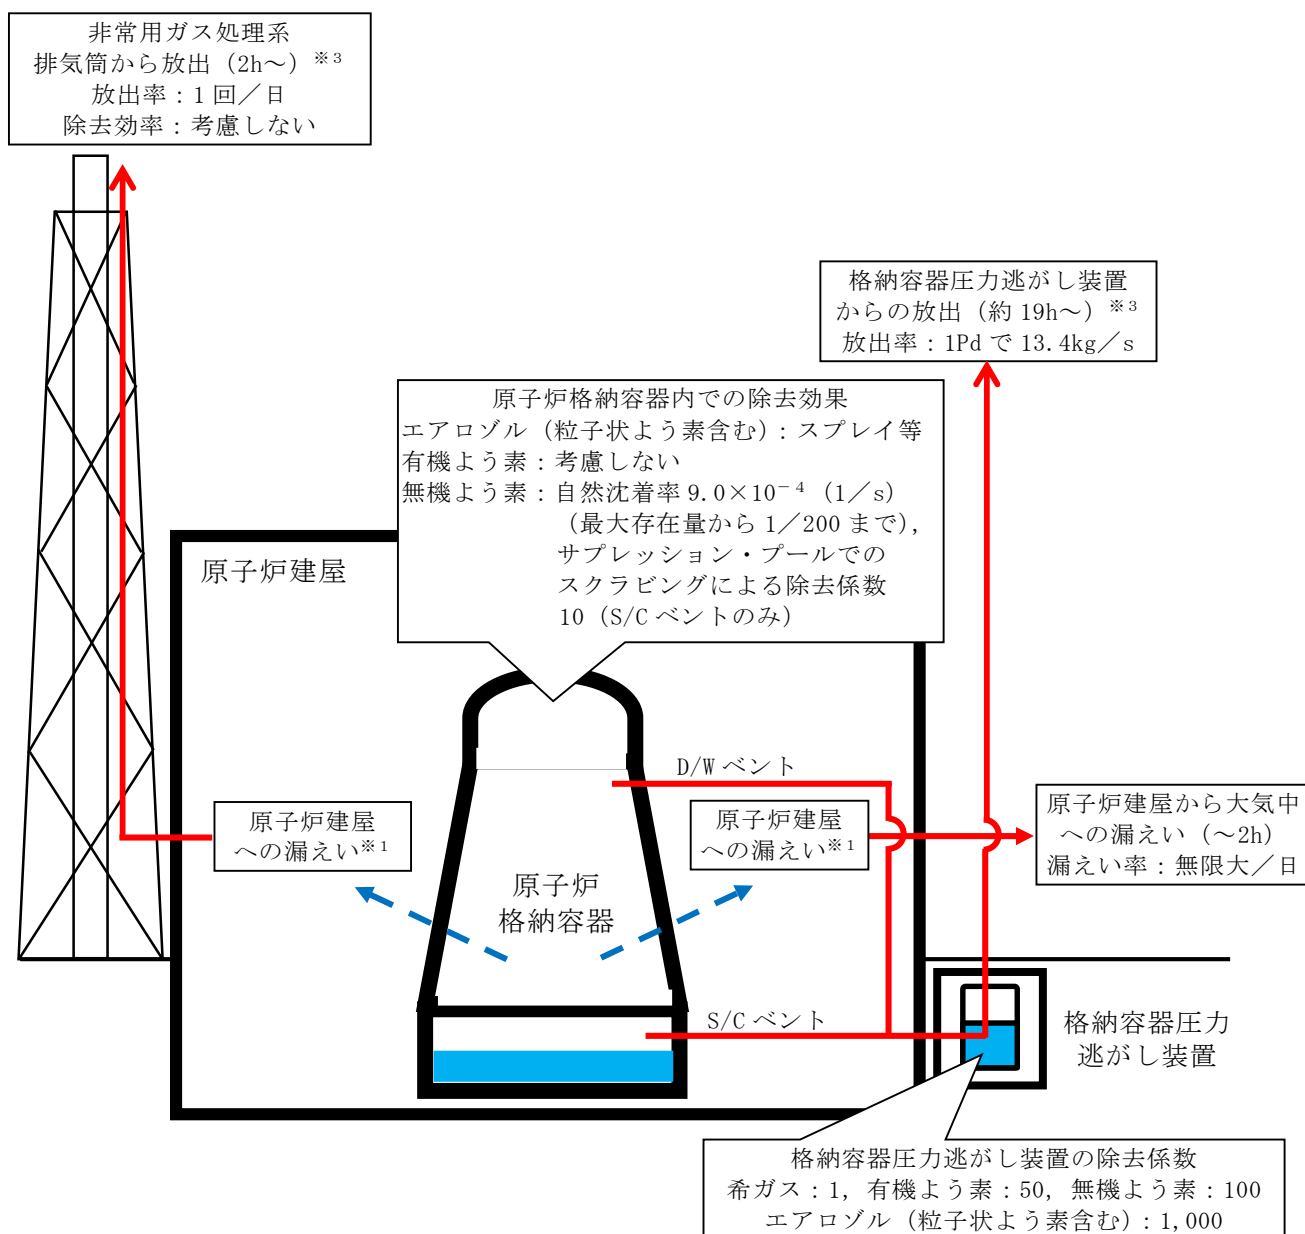 非常用ガス処理系
排気筒から放出（2h～）※3
放出率：1回／日
除去効率：考慮しない
格納容器圧力逃がし装置
からの放出（約19h～）※3
放出率：1Pdで13.4kg／s
原子炉格納容器内での除去効果
エアロゾル（粒子状よう素含む）：スプレイ等
有機よう素：考慮しない
無機よう素：自然沈着率9.0×10－4（1／s）
（最大存在量から1／200まで），
サプレッション・プールでの
スクラビングによる除去係数
10（S/Cベントのみ）
原子炉建屋
D/Wベント
原子炉建屋
への漏えい※1
原子炉建屋
への漏えい※1
原子炉建屋から大気中
への漏えい（～2h）
漏えい率：無限大／日
原子炉
格納容器
S/Cベント
格納容器圧力
逃がし装置
格納容器圧力逃がし装置の除去係数
希ガス：1，有機よう素：50，無機よう素：100
エアロゾル（粒子状よう素含む）：1,000